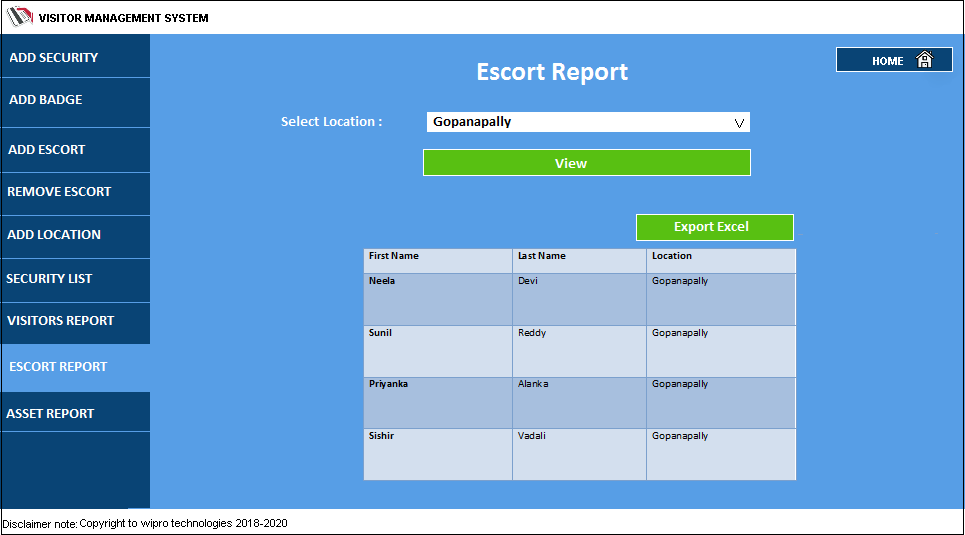 VISITOR MANAGEMENT SYSTEM
ADD SECURITY
ADD BADGE
ADD ESCORT
REMOVE ESCORT
ADD LOCATION
SECURITY LIST
VISITORS REPORT
ESCORT REPORT
ASSET REPORT
HOME
Escort Report
Select Location :
Gopanapally
View
Export Excel
First Name Last Name Location
Neela Devi Gopanapally
Sunil Reddy Gopanapally
Priyanka Alanka Gopanapally
Sishir Vadali Gopanapally
Disclaimer note: Copyright to wipro technologies 2018-2020